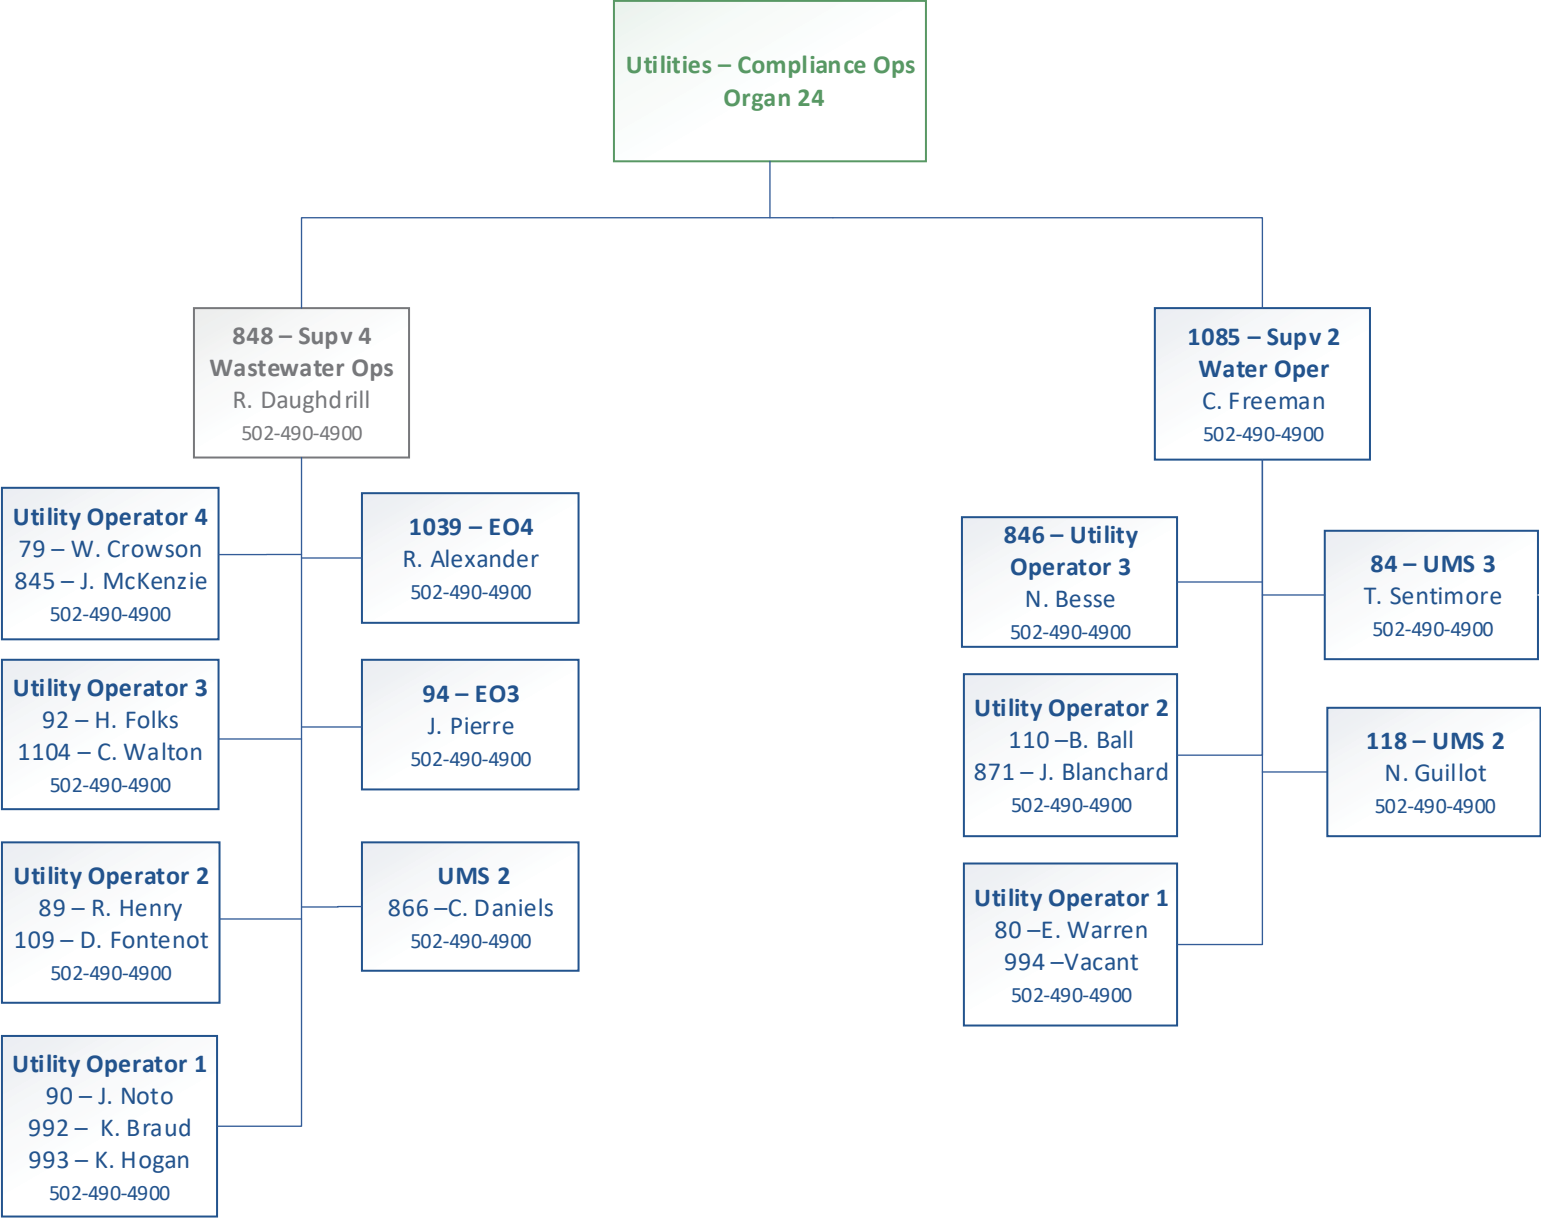 Utilities – Compliance Ops
Organ 24
848 – Supv 4
Wastewater Ops
R. Daughdrill
502-490-4900
Utility Operator 4
79 – W. Crowson
845 – J. McKenzie
502-490-4900
1039 – EO4
R. Alexander
502-490-4900
Utility Operator 3
92 – H. Folks
1104 – C. Walton
502-490-4900
94 – EO3
J. Pierre
502-490-4900
Utility Operator 2
89 – R. Henry
109 – D. Fontenot
502-490-4900
UMS 2
866 –C. Daniels
502-490-4900
Utility Operator 1
90 – J. Noto
992 –  K. Braud
993 – K. Hogan
502-490-4900
1085 – Supv 2
Water Oper
C. Freeman
502-490-4900
846 – Utility
Operator 3
N. Besse
502-490-4900
84 – UMS 3
T. Sentimore
502-490-4900
Utility Operator 2
110 –B. Ball
871 – J. Blanchard
502-490-4900
118 – UMS 2
N. Guillot
502-490-4900
Utility Operator 1
80 –E. Warren
994 –Vacant
502-490-4900